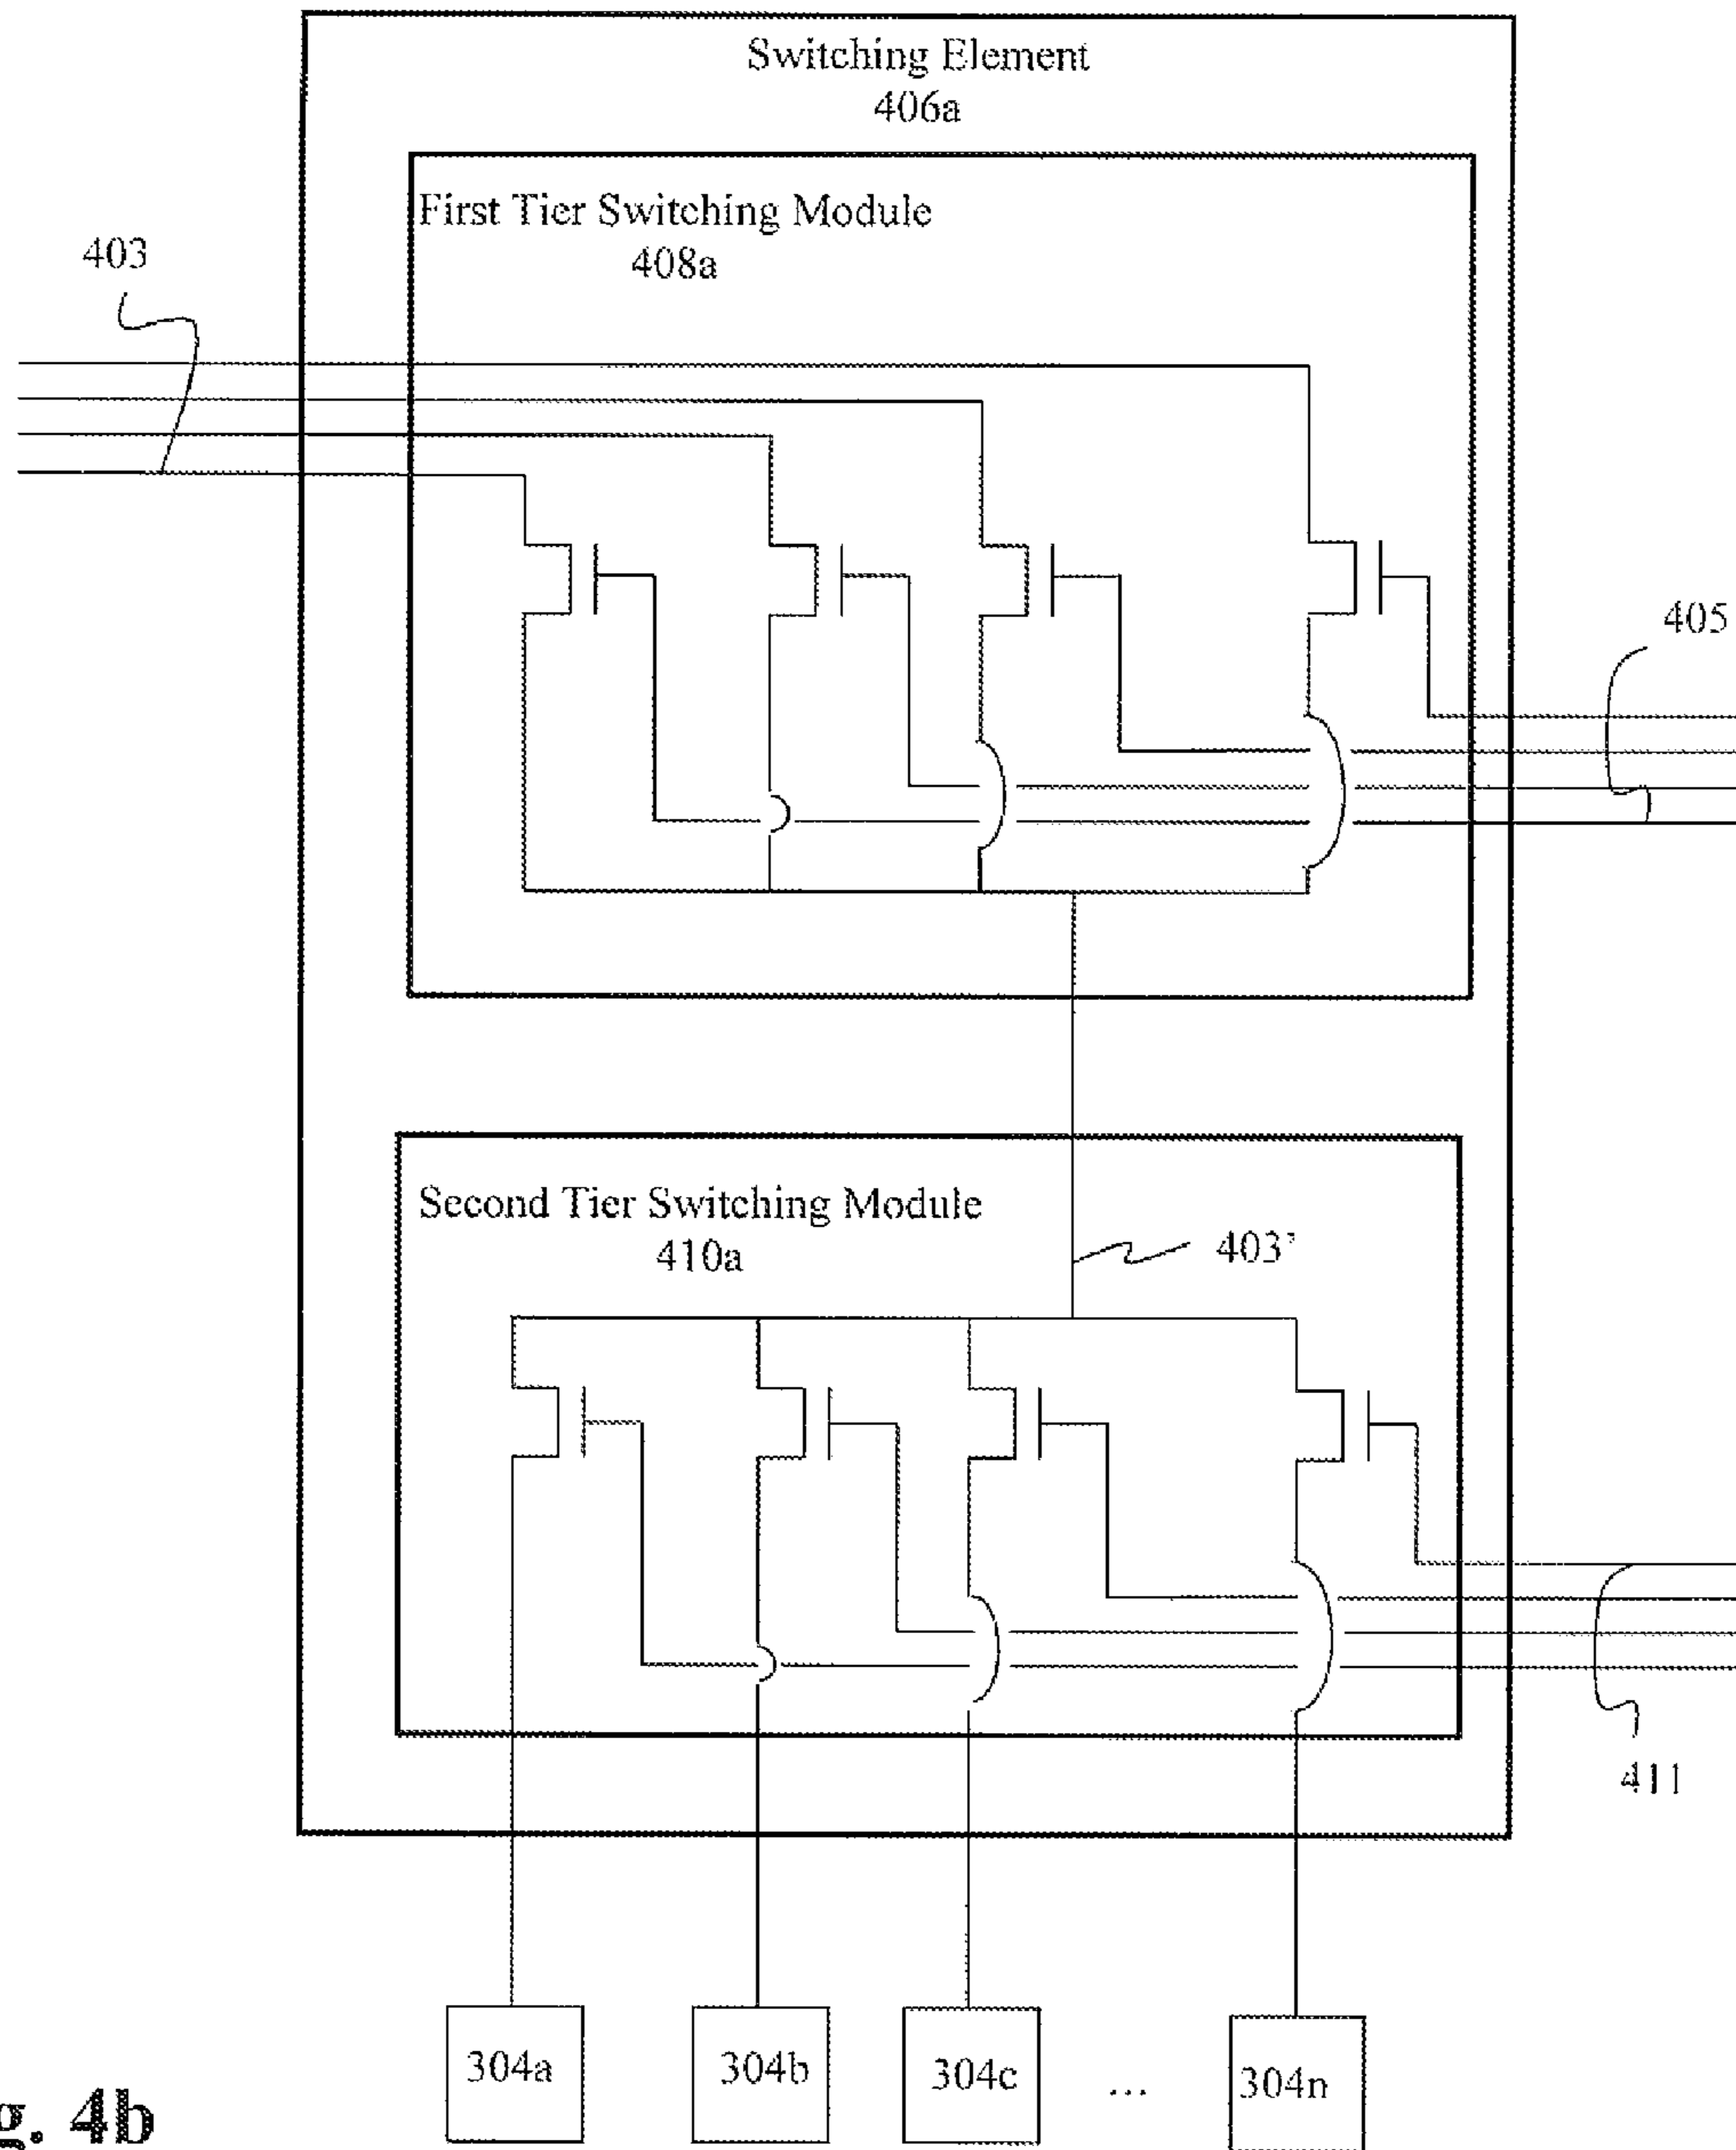 Switching Element
406a
First Tier Switching Module
408a
403
405
Second Tier Switching Module
410a
403'
411
304a
304b
304c
...
304n
g. 4b